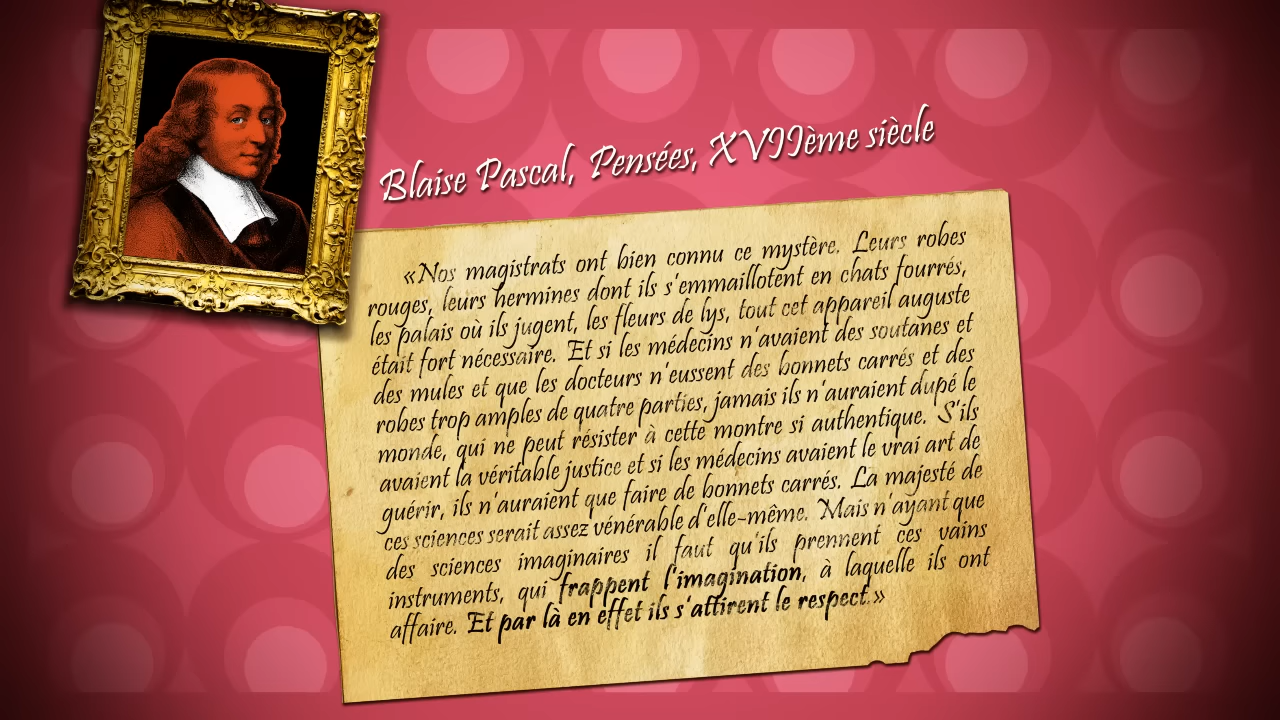 Blaise Pascal, Pensées, XVIIème siècle
«Nos magistrats ont bien connu ce mystère. Leurs robes
rouges, leurs hermines dont ils s'emmaillotent en chats fourrés,
les palais où ils jugent, les fleurs de lys, tout cet appareil auguste
était fort nécessaire. Et si les médecins n'avaient des soutanes et
des mules et que les docteurs n'eussent des bonnets carrés et des
robes trop amples de quatre parties, jamais ils n'auraient dupé le
monde, qui ne peut résister à cette montre si authentique. S'ils
avaient la véritable justice et si les médecins avaient le vrai art de
guérir, ils n'auraient que faire de bonnets carrés. La majesté de
ces sciences serait assez vénérable d'elle-même. Mais n'ayant que
des sciences imaginaires il faut qu'ils prennent ces vains
instruments, qui frappent l'imagination, à laquelle ils ont
affaire. Et par là en effet ils s'attirent le respect.»